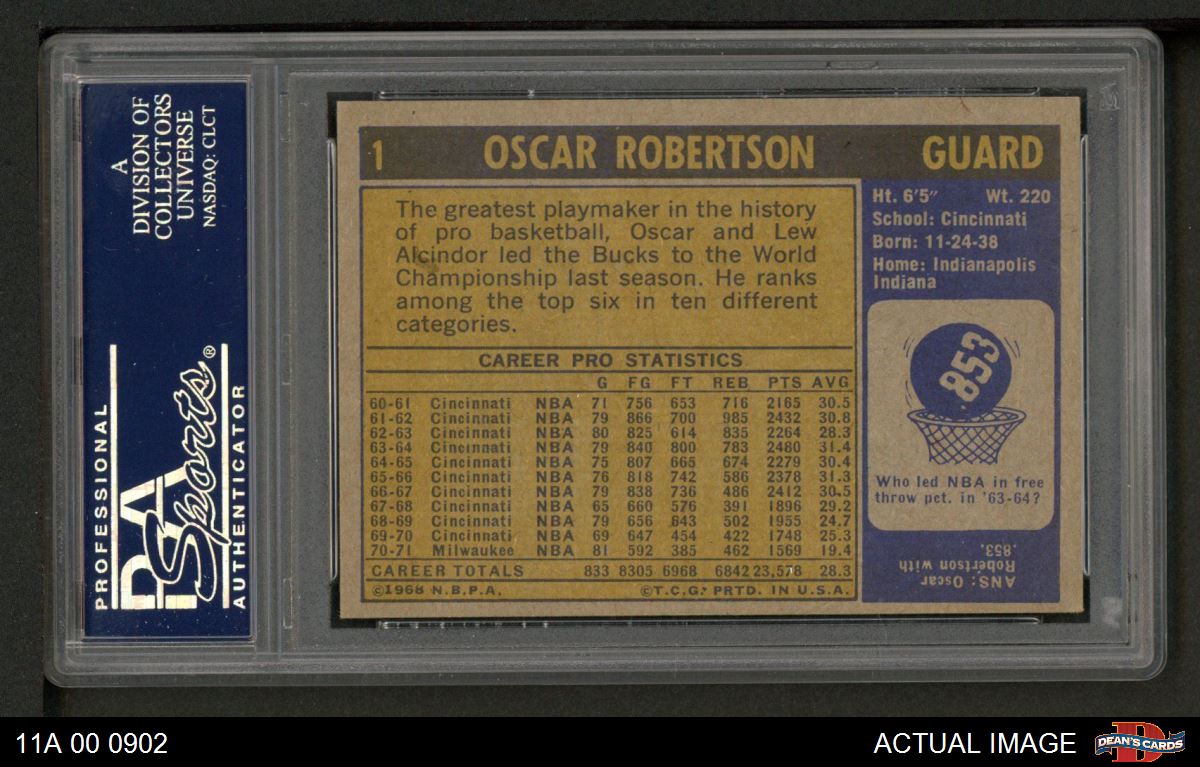 A
DIVISION OF
COLLECTORS
UNIVERSE
NASDAQ: CLCT
PROFESSIONAL
PSA
Sports®
AUTHENTICATOR
1 OSCAR ROBERTSON GUARD
The greatest playmaker in the history
of pro basketball, Oscar and Lew
Alcindor led the Bucks to the World
Championship last season. He ranks
among the top six in ten different
categories.
CAREER PRO STATISTICS
G FG FT REB PTS AVG
60-61 Cincinnati NBA 71 756 653 716 2165 30.5
61-62 Cincinnati NBA 79 866 700 985 2432 30.8
62-63 Cincinnati NBA 80 825 614 835 2264 28.3
63-64 Cincinnati NBA 79 840 800 783 2480 31.4
64-65 Cincinnati NBA 75 807 665 674 2279 30.4
65-66 Cincinnati NBA 76 818 742 586 2378 31.3
66-67 Cincinnati NBA 79 838 736 486 2412 30.5
67-68 Cincinnati NBA 65 660 576 391 1896 29.2
68-69 Cincinnati NBA 79 656 643 502 1955 24.7
69-70 Cincinnati NBA 69 647 454 422 1748 25.3
70-71 Milwaukee NBA 81 592 385 462 1569 19.4
CAREER TOTALS 833 8305 6968 6842 23,578 28.3
©1968 N.B.P.A. ©T.C.G. PRTD. IN U.S.A.
Ht. 6'5" Wt. 220
School: Cincinnati
Born: 11-24-38
Home: Indianapolis
Indiana
853
Who led NBA in free
throw pct. in '63-64?
ANS: Oscar
Robertson with
.853.
11A 00 0902
ACTUAL IMAGE
D
DEAN'S CARDS